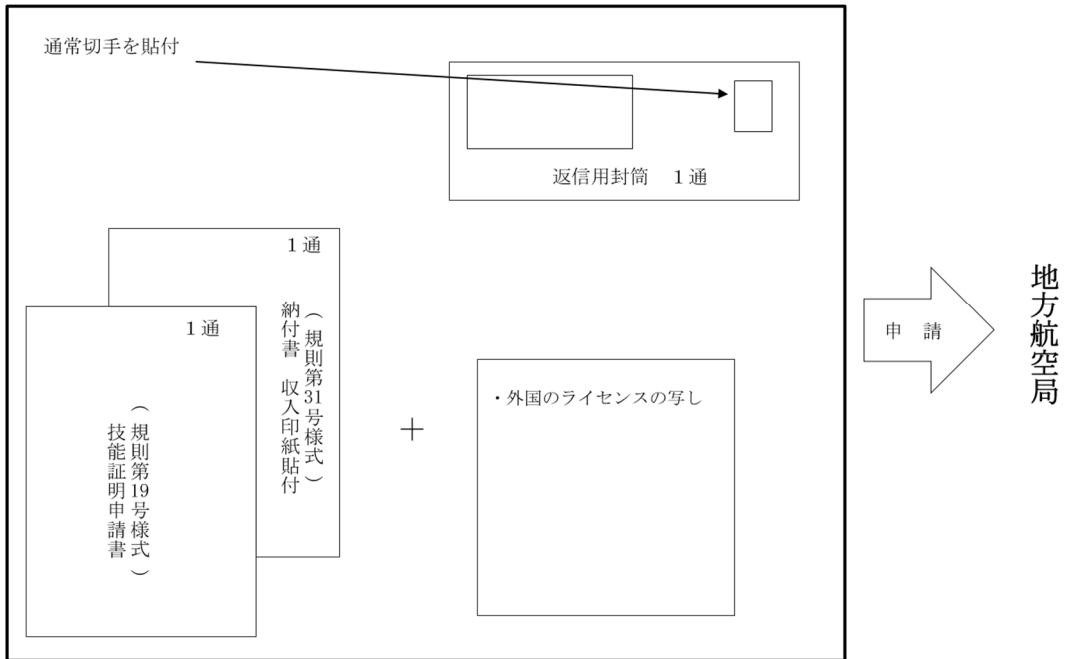 通常切手を貼付
返信用封筒　１通
１通
（規則第31号様式）
納付書　収入印紙貼付
１通
（規則第19号様式）
技能証明申請書
＋
・外国のライセンスの写し
申　請
地方航空局